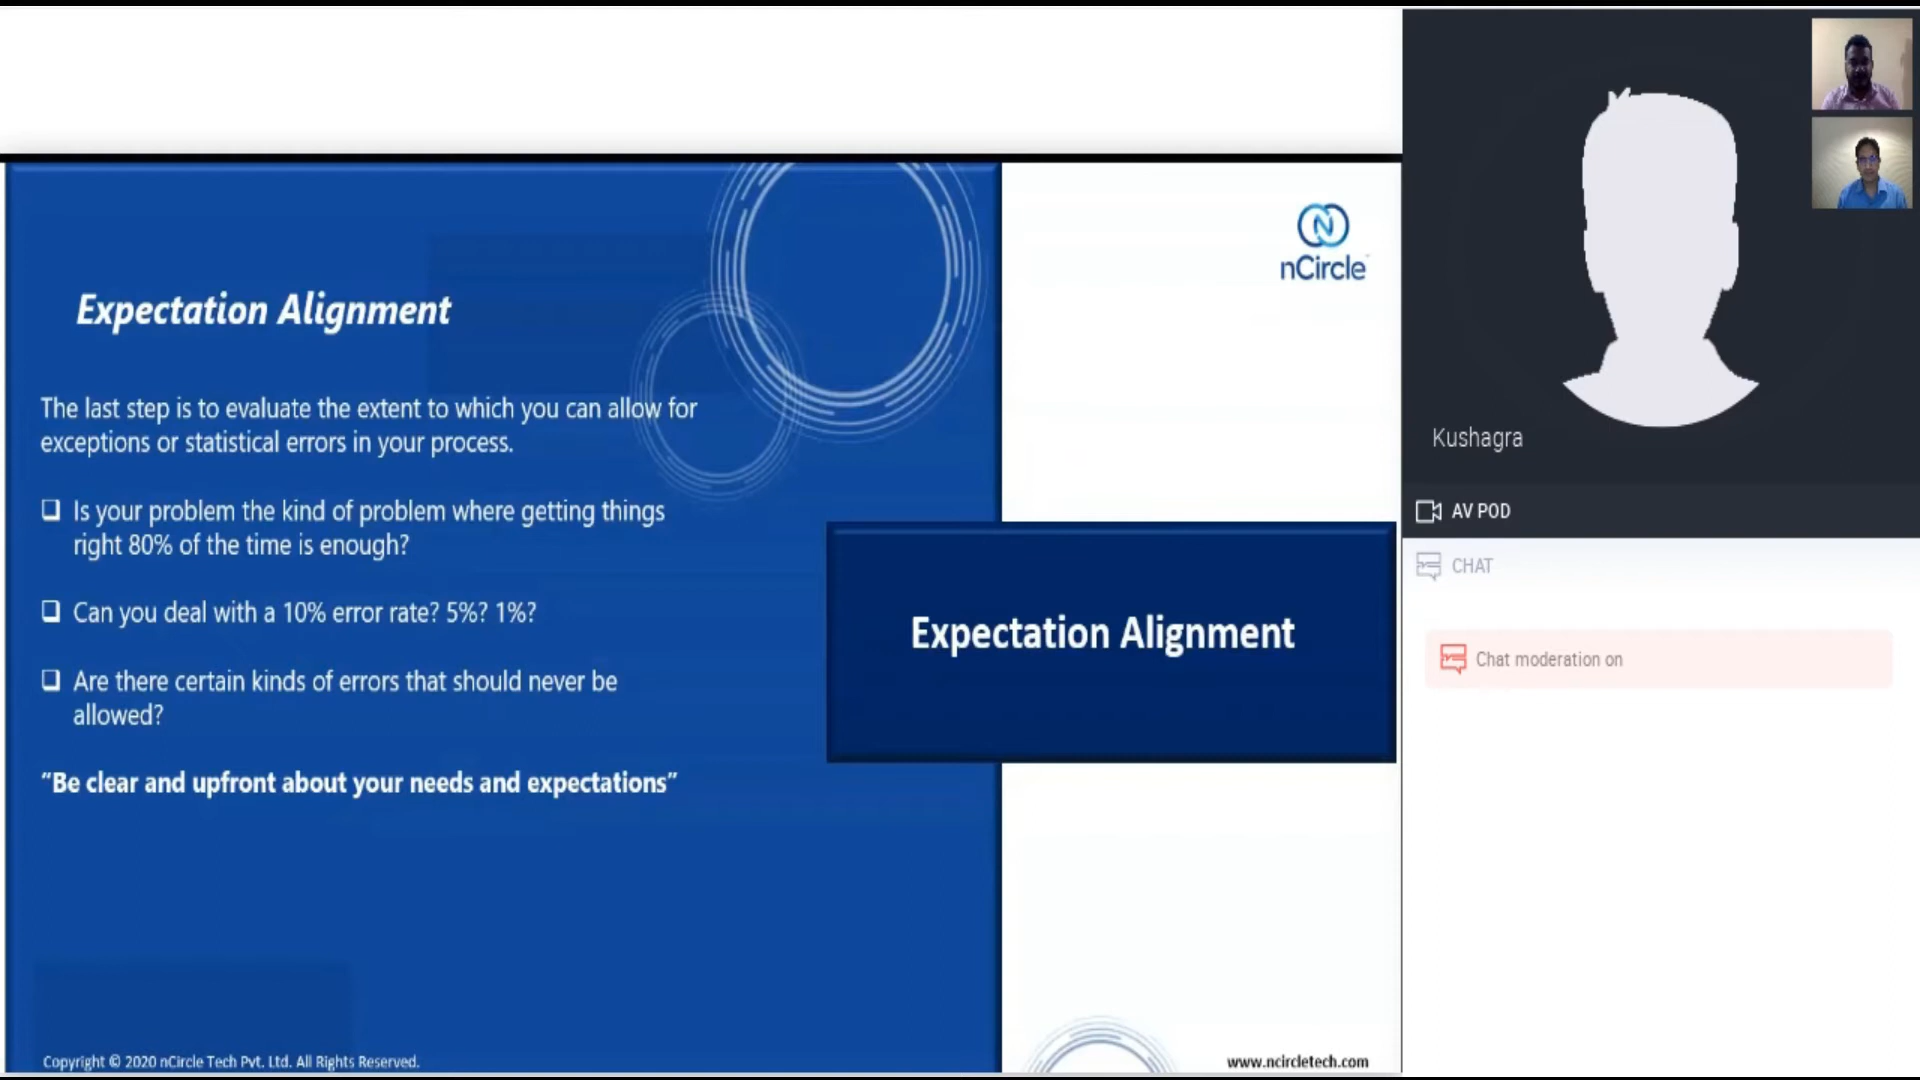 Expectation Alignment
The last step is to evaluate the extent to which you can allow for
exceptions or statistical errors in your process.
❑ Is your problem the kind of problem where getting things
right 80% of the time is enough?
❑ Can you deal with a 10% error rate? 5%? 1%?
❑ Are there certain kinds of errors that should never be
allowed?
“Be clear and upfront about your needs and expectations”
Copyright © 2020 nCircle Tech Pvt. Ltd. All Rights Reserved.
nCircle
Expectation Alignment
www.ncircletech.com
Kushagra
AV POD
CHAT
Chat moderation on